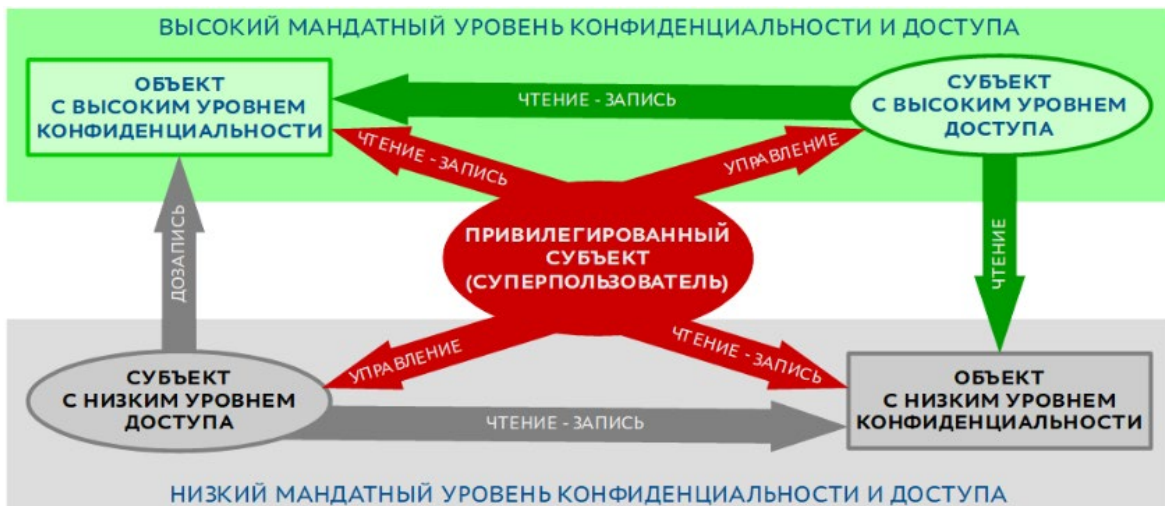 ВЫСОКИЙ МАНДАТНЫЙ УРОВЕНЬ КОНФИДЕНЦИАЛЬНОСТИ И ДОСТУПА
ОБЪЕКТ
С ВЫСОКИМ УРОВНЕМ
КОНФИДЕНЦИАЛЬНОСТИ
ЧТЕНИЕ - ЗАПИСЬ
СУБЪЕКТ
С ВЫСОКИМ УРОВНЕМ
ДОСТУПА
ЧТЕНИЕ - ЗАПИСЬ
УПРАВЛЕНИЕ
ДОЗАПИСЬ
ПРИВИЛЕГИРОВАННЫЙ
СУБЪЕКТ
(СУПЕРПОЛЬЗОВАТЕЛЬ)
ЧТЕНИЕ
УПРАВЛЕНИЕ
ЧТЕНИЕ - ЗАПИСЬ
СУБЪЕКТ
С НИЗКИМ УРОВНЕМ
ДОСТУПА
ЧТЕНИЕ - ЗАПИСЬ
ОБЪЕКТ
С НИЗКИМ УРОВНЕМ
КОНФИДЕНЦИАЛЬНОСТИ
НИЗКИЙ МАНДАТНЫЙ УРОВЕНЬ КОНФИДЕНЦИАЛЬНОСТИ И ДОСТУПА